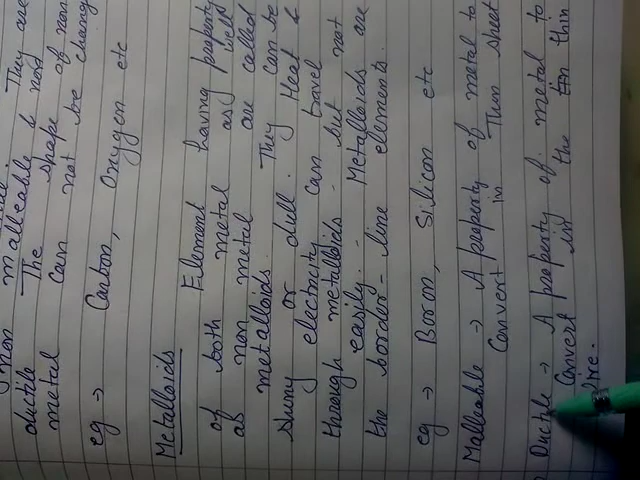 non
malleable & nor They are
ductile The shape of non
metal can not be change
eg → Carbon, Oxygen etc
Metalloids
Element having property
of both metal as well
as non metal are called
metalloids. They can be
shiny or dull. Heat &
electricity can travel
through metalloids but not
easily. Metalloids are
the border-line elements.
eg → Boron, Silicon etc
Malleable → A property of metal to
Convert in Thin sheet
Ductile → A property of metal to
Convert in the thin